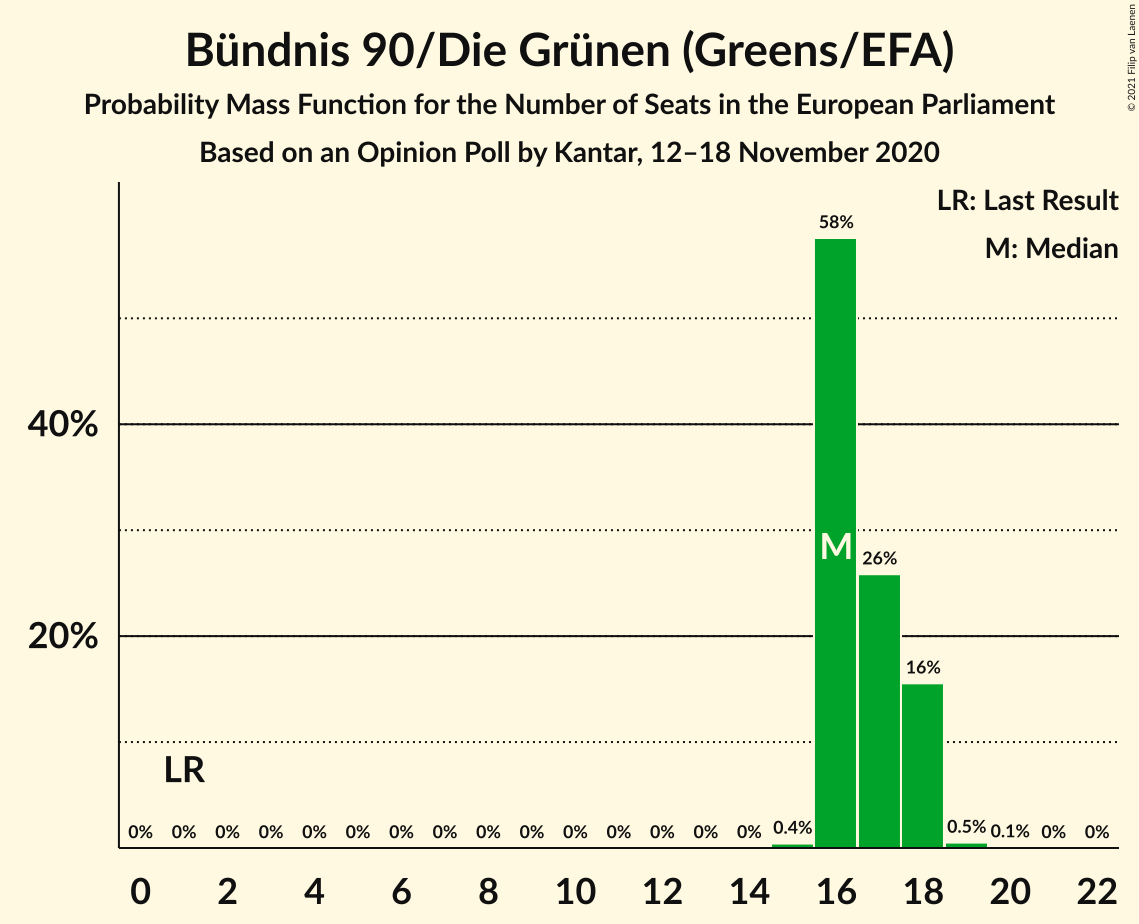 Bündnis 90/Die Grünen (Greens/EFA)
Probability Mass Function for the Number of Seats in the European Parliament
Based on an Opinion Poll by Kantar, 12–18 November 2020
© 2021 Filip van Laenen
LR: Last Result
M: Median
58%
40%
M
26%
20%
16%
LR
0% 0% 0% 0% 0% 0% 0% 0% 0% 0% 0% 0% 0% 0% 0% 0.4% 0.5% 0.1% 0% 0%
0 2 4 6 8 10 12 14 16 18 20 22